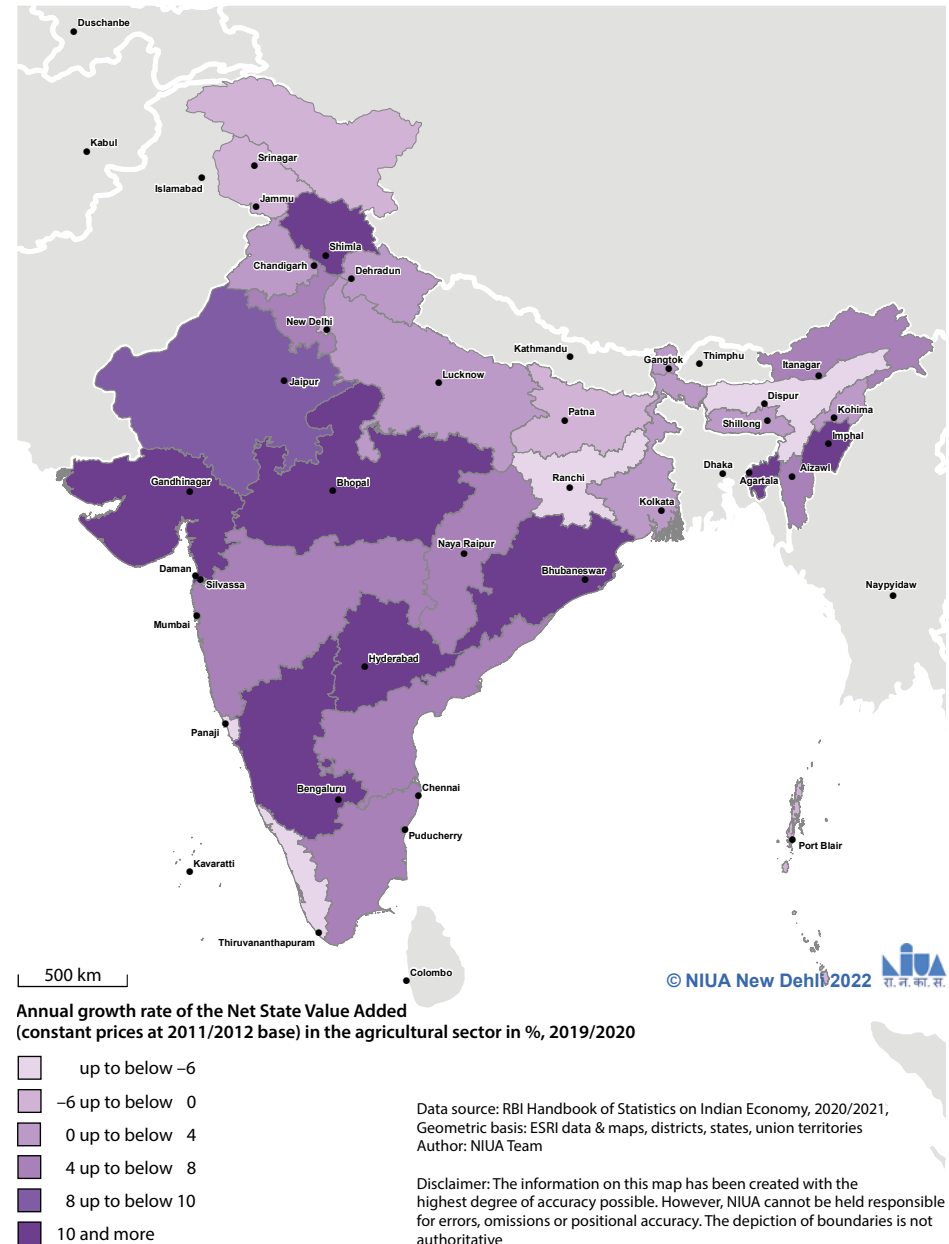 Duschanbe
Kabul
Srinagar
Islamabad
Jammu
Shimla
Chandigarh
Dehradun
New Delhi
Kathmandu
Gangtok
Thimphu
Itanagar
Jaipur
Lucknow
Dispur
Patna
Kohima
Shillong
Imphal
Dhaka
Aizawl
Agartala
Gandhinagar
Bhopal
Ranchi
Kolkata
Naya Raipur
Daman
Silvassa
Bhubaneswar
Naypyidaw
Mumbai
Hyderabad
Panaji
Bengaluru
Chennai
Puducherry
Port Blair
Kavaratti
Thiruvananthapuram
Colombo
500 km
© NIUA New Dehli 2022
NIUA
रा. न. का. सं.
Annual growth rate of the Net State Value Added
(constant prices at 2011/2012 base) in the agricultural sector in %, 2019/2020
up to below –6
–6 up to below 0
0 up to below 4
4 up to below 8
8 up to below 10
10 and more
Data source: RBI Handbook of Statistics on Indian Economy, 2020/2021,
Geometric basis: ESRI data & maps, districts, states, union territories
Author: NIUA Team
Disclaimer: The information on this map has been created with the
highest degree of accuracy possible. However, NIUA cannot be held responsible
for errors, omissions or positional accuracy. The depiction of boundaries is not
authoritative